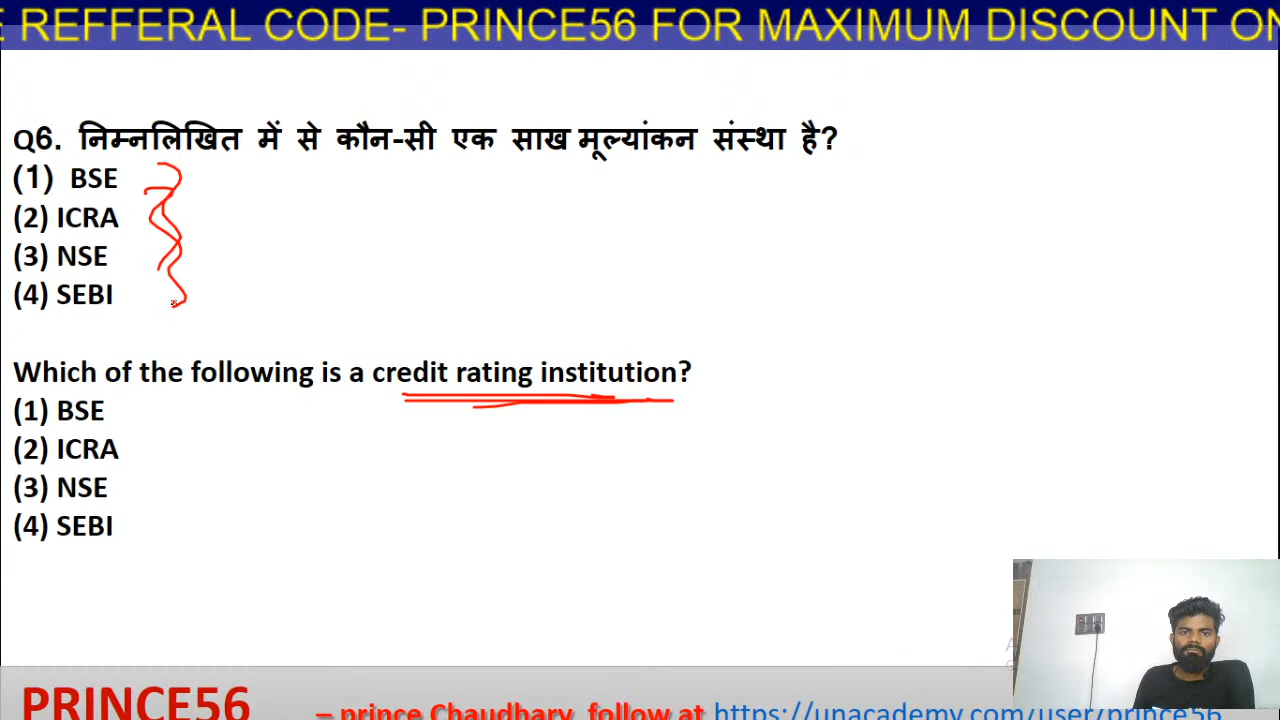 E REFFERAL CODE- PRINCE56 FOR MAXIMUM DISCOUNT ON
Q6. निम्नलिखित में से कौन-सी एक साख मूल्यांकन संस्था है?
(1) BSE
(2) ICRA
(3) NSE
(4) SEBI
Which of the following is a credit rating institution?
(1) BSE
(2) ICRA
(3) NSE
(4) SEBI
PRINCE56 – prince Chaudhary follow at https://unacademy.com/user/prince56